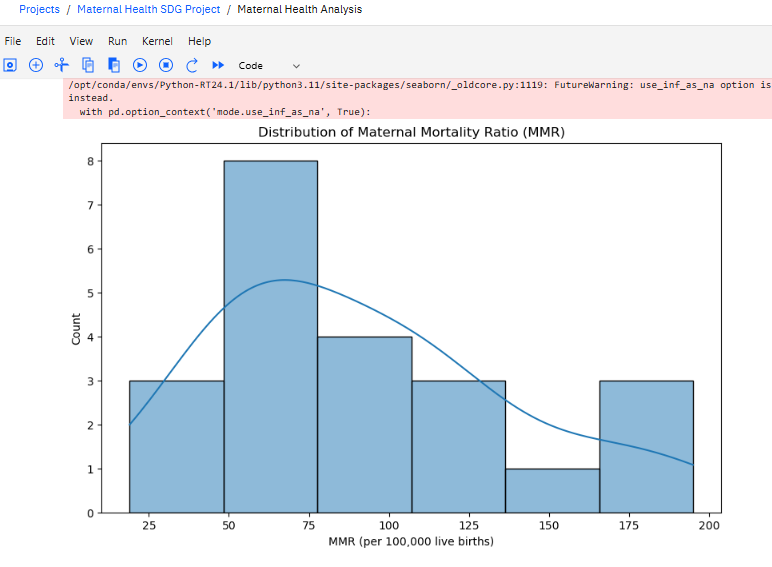 Projects / Maternal Health SDG Project / Maternal Health Analysis
File Edit View Run Kernel Help
Code
/opt/conda/envs/Python-RT24.1/lib/python3.11/site-packages/seaborn/_oldcore.py:1119: FutureWarning: use_inf_as_na option is
instead.
with pd.option_context('mode.use_inf_as_na', True):
Distribution of Maternal Mortality Ratio (MMR)
8
7
6
5
4
3
2
1
0
Count
25 50 75 100 125 150 175 200
MMR (per 100,000 live births)